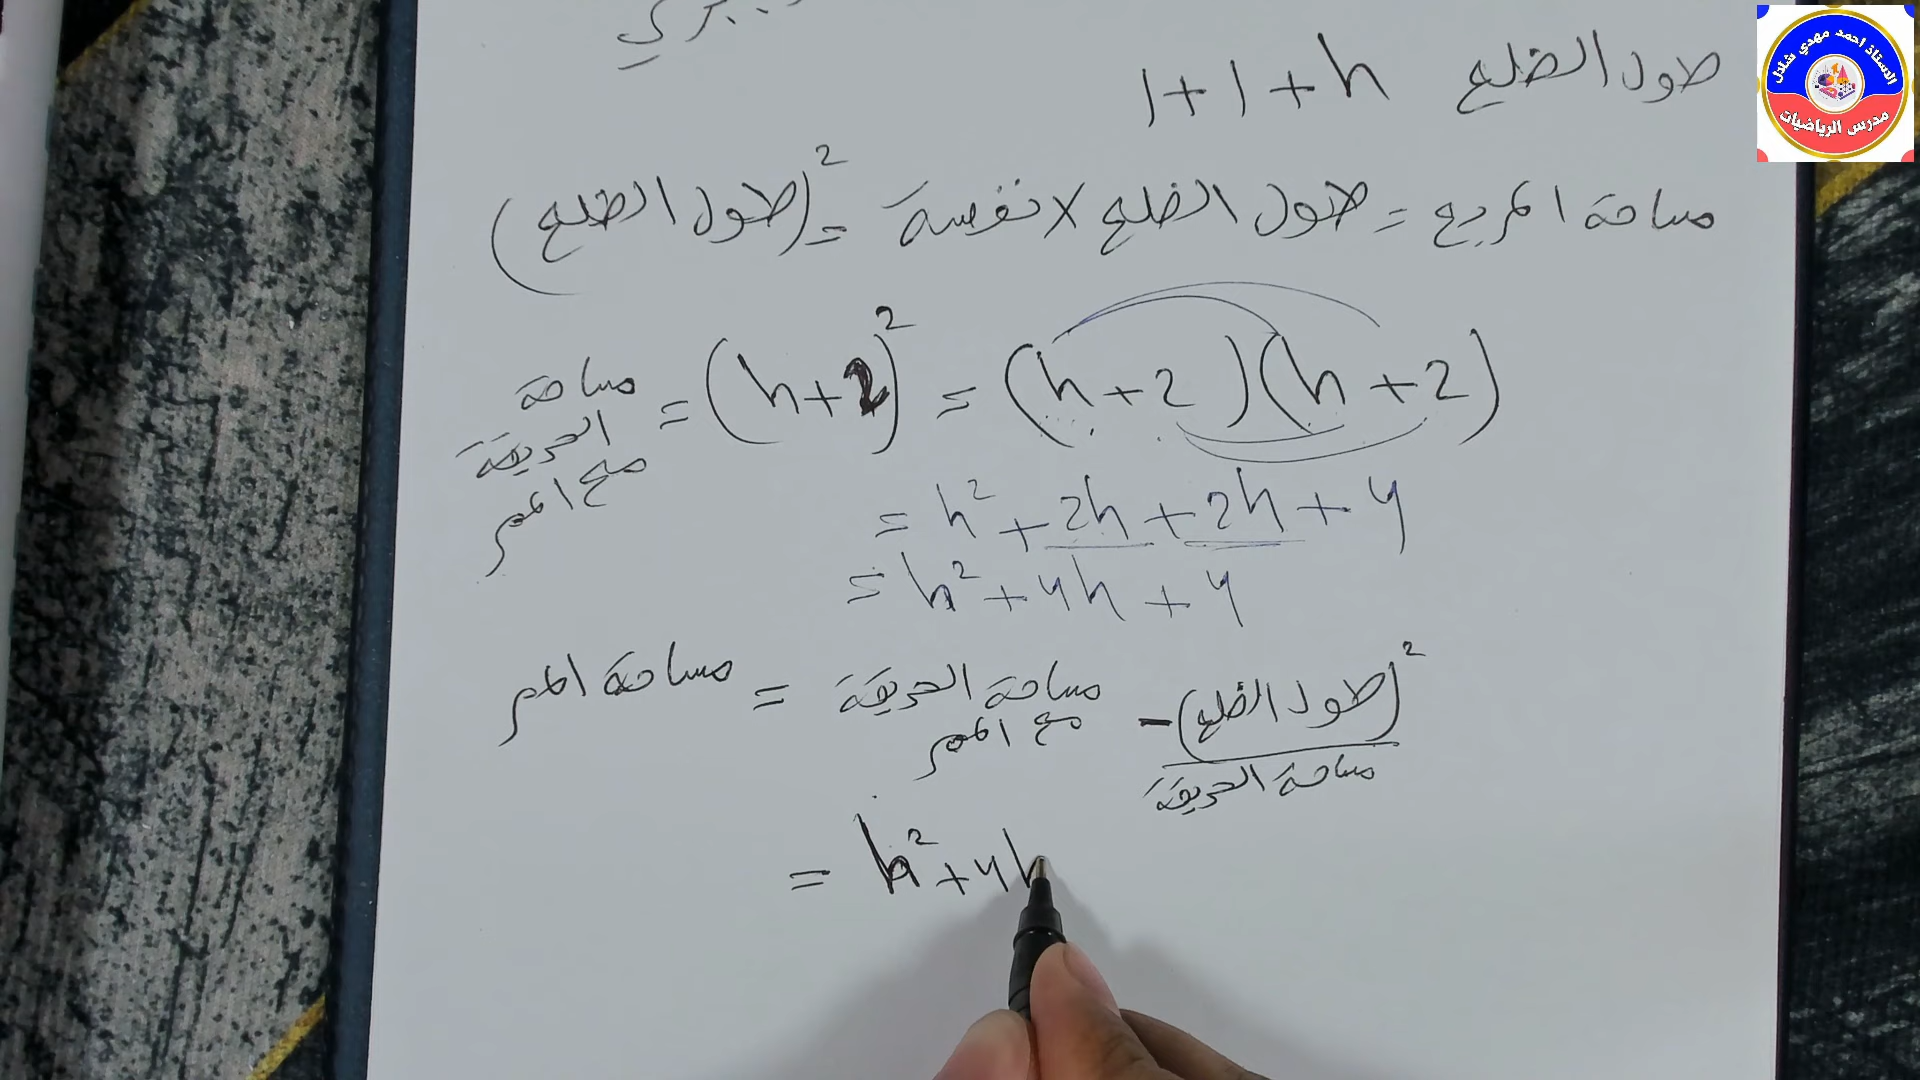 طول الضلع 1+1+h
مساحة المربع = طول الضلع × نفسة = (طول الضلع)²
مساحة الحديقة مع الممر = (h+2)² = (h+2)(h+2)
= h² + 2h + 2h + 4
= h² + 4h + 4
مساحة الممر = مساحة الحديقة مع الممر - (طول الضلع)²
مساحة الحديقة
= h² + 4h
الاستاذ احمد مهدي شلال
مدرس الرياضيات